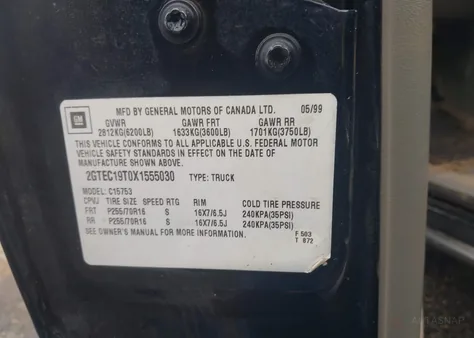 GM
MFD BY GENERAL MOTORS OF CANADA LTD. 05/99
GVWR GAWR FRT GAWR RR
2812KG(6200LB) 1633KG(3600LB) 1701KG(3750LB)
THIS VEHICLE CONFORMS TO ALL APPLICABLE U.S. FEDERAL MOTOR
VEHICLE SAFETY STANDARDS IN EFFECT ON THE DATE OF
MANUFACTURE SHOWN ABOVE.
2GTEC19T0X1555030 TYPE: TRUCK
MODEL: C15753
CPVJ TIRE SIZE SPEED RTG RIM COLD TIRE PRESSURE
FRT P255/70R16 S 16X7/6.5J 240KPA(35PSI)
RR P255/70R16 S 16X7/6.5J 240KPA(35PSI)
SEE OWNER'S MANUAL FOR MORE INFORMATION.
F 503
T 672